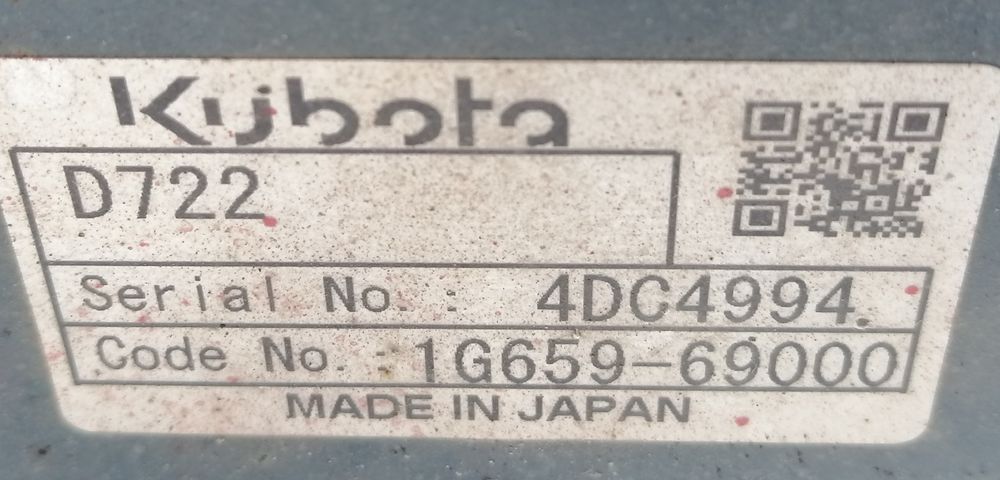 Kubota
D722
Serial No. : 4DC4994
Code No. : 1G659-69000
MADE IN JAPAN